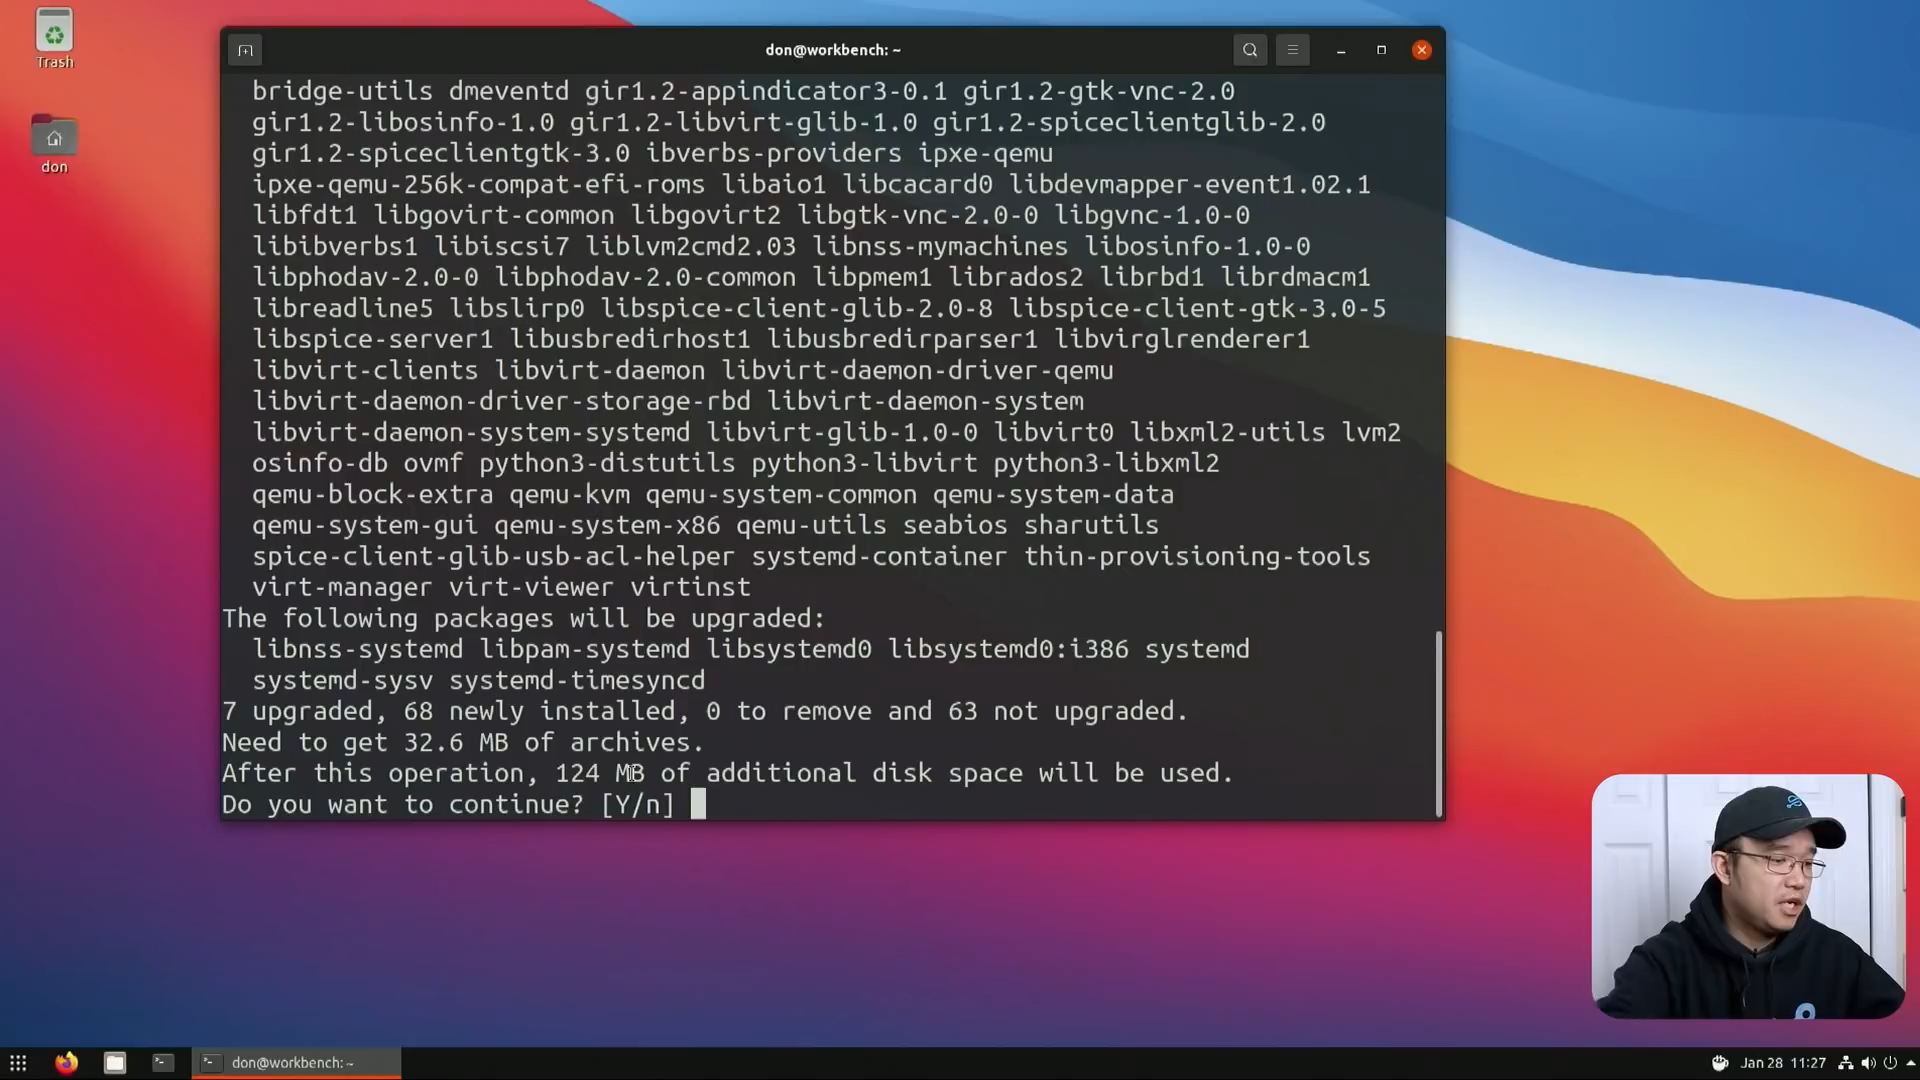 Trash
don
don@workbench: ~
bridge-utils dmeventd gir1.2-appindicator3-0.1 gir1.2-gtk-vnc-2.0
gir1.2-libosinfo-1.0 gir1.2-libvirt-glib-1.0 gir1.2-spiceclientglib-2.0
gir1.2-spiceclientgtk-3.0 ibverbs-providers ipxe-qemu
ipxe-qemu-256k-compat-efi-roms libaio1 libcacard0 libdevmapper-event1.02.1
libfdt1 libgovirt-common libgovirt2 libgtk-vnc-2.0-0 libgvnc-1.0-0
libibverbs1 libiscsi7 liblvm2cmd2.03 libnss-mymachines libosinfo-1.0-0
libphodav-2.0-0 libphodav-2.0-common libpmem1 librados2 librbd1 librdmacm1
libreadline5 libslirp0 libspice-client-glib-2.0-8 libspice-client-gtk-3.0-5
libspice-server1 libusbredirhost1 libusbredirparser1 libvirglrenderer1
libvirt-clients libvirt-daemon libvirt-daemon-driver-qemu
libvirt-daemon-driver-storage-rbd libvirt-daemon-system
libvirt-daemon-system-systemd libvirt-glib-1.0-0 libvirt0 libxml2-utils lvm2
osinfo-db ovmf python3-distutils python3-libvirt python3-libxml2
qemu-block-extra qemu-kvm qemu-system-common qemu-system-data
qemu-system-gui qemu-system-x86 qemu-utils seabios sharutils
spice-client-glib-usb-acl-helper systemd-container thin-provisioning-tools
virt-manager virt-viewer virtinst
The following packages will be upgraded:
libnss-systemd libpam-systemd libsystemd0 libsystemd0:i386 systemd
systemd-sysv systemd-timesyncd
7 upgraded, 68 newly installed, 0 to remove and 63 not upgraded.
Need to get 32.6 MB of archives.
After this operation, 124 MB of additional disk space will be used.
Do you want to continue? [Y/n]
don@workbench: ~
Jan 28 11:27